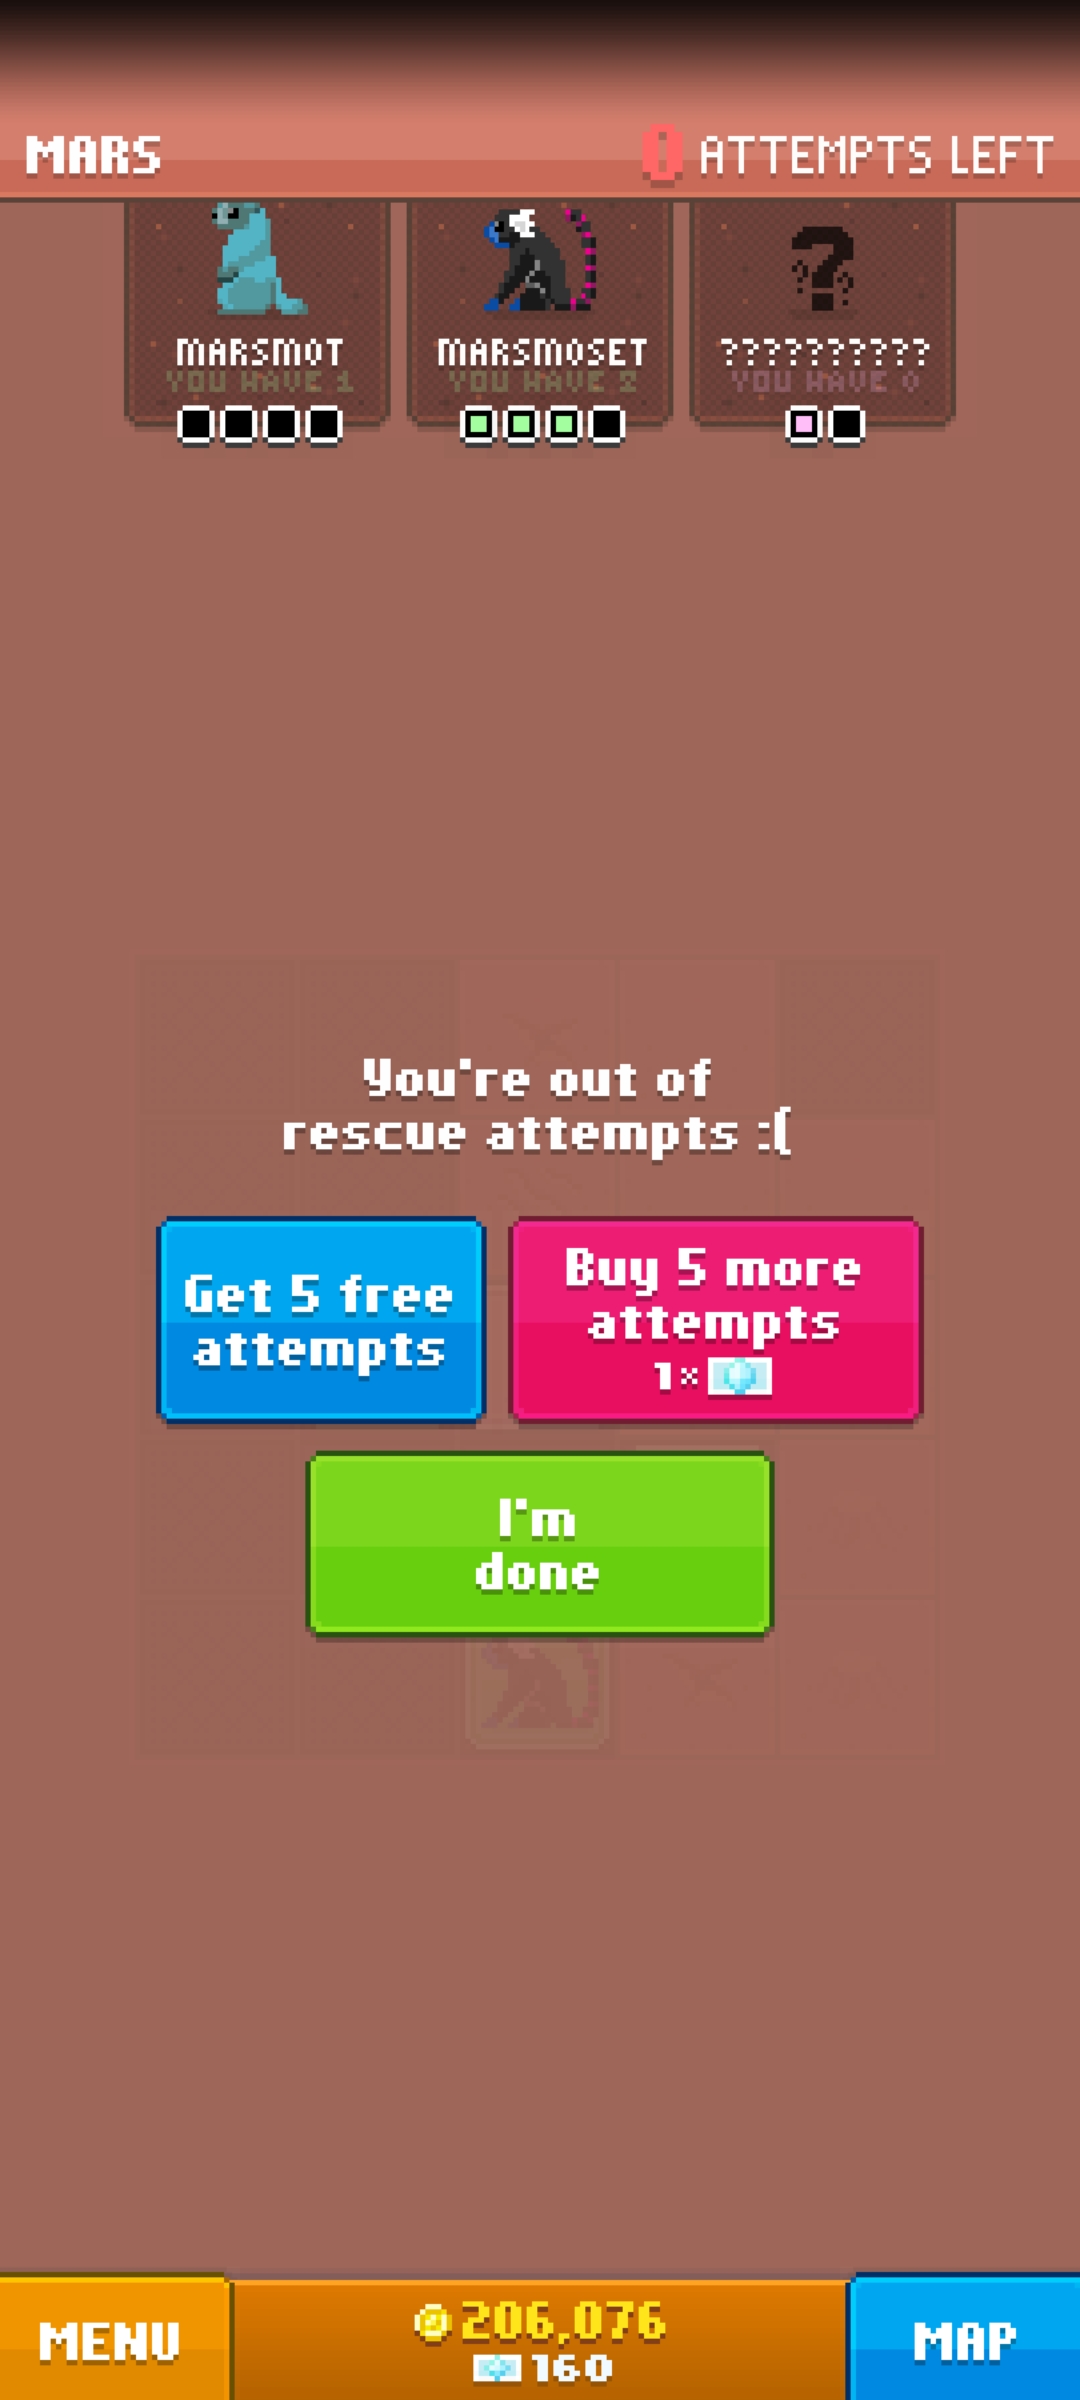 MARS
0 ATTEMPTS LEFT
MARSMOT
YOU HAVE 1
MARSMOSET
YOU HAVE 2
??????????
YOU HAVE 0
You're out of
rescue attempts :(
Get 5 free
attempts
Buy 5 more
attempts
1×
I'm
done
MENU
206,076
160
MAP